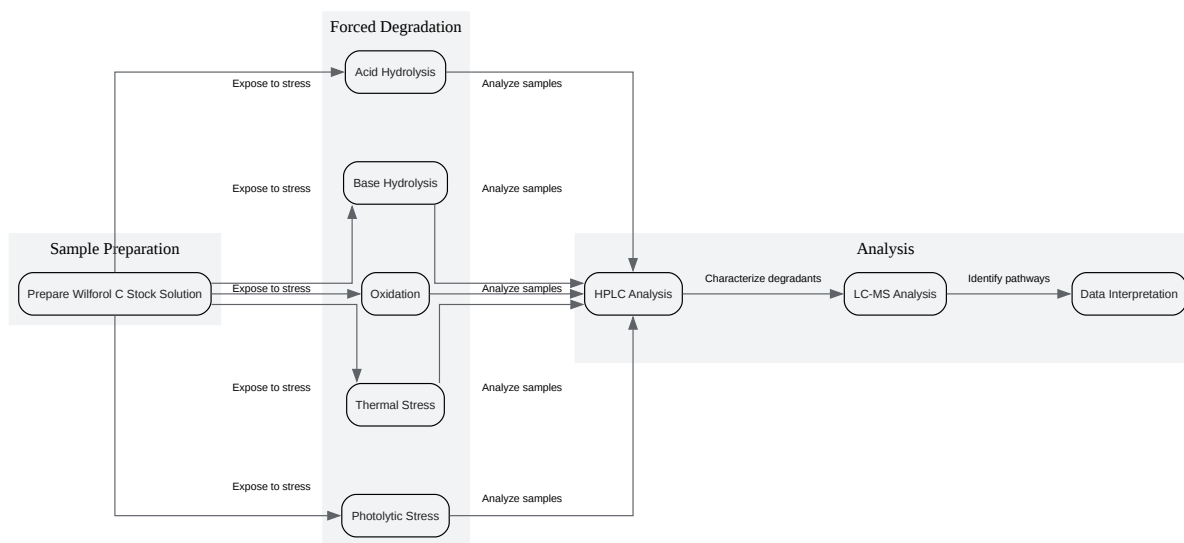 Forced Degradation
Acid Hydrolysis
Expose to stress
Analyze samples
Base Hydrolysis
Expose to stress
Analyze samples
Sample Preparation
Analysis
Prepare Wilforol C Stock Solution
Expose to stress
Oxidation
Analyze samples
HPLC Analysis
Characterize degradants
LC-MS Analysis
Identify pathways
Data Interpretation
Expose to stress
Analyze samples
Thermal Stress
Expose to stress
Analyze samples
Photolytic Stress